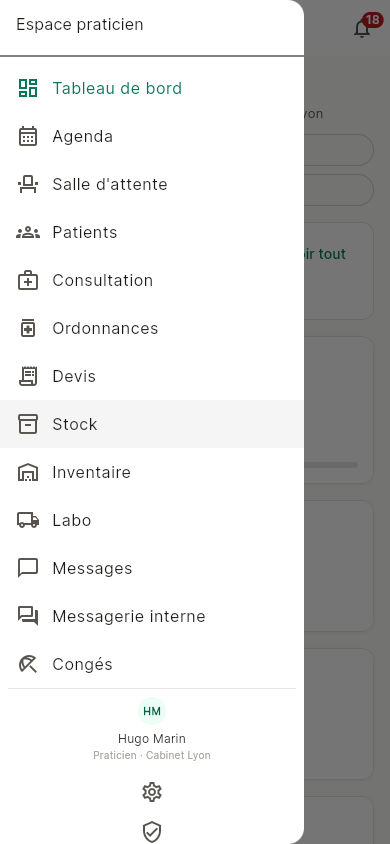 Espace praticien
18
Tableau de bord
Agenda
Salle d'attente
Patients
Consultation
Ordonnances
Devis
Stock
Inventaire
Labo
Messages
Messagerie interne
Congés
HM
Hugo Marin
Praticien · Cabinet Lyon
tout